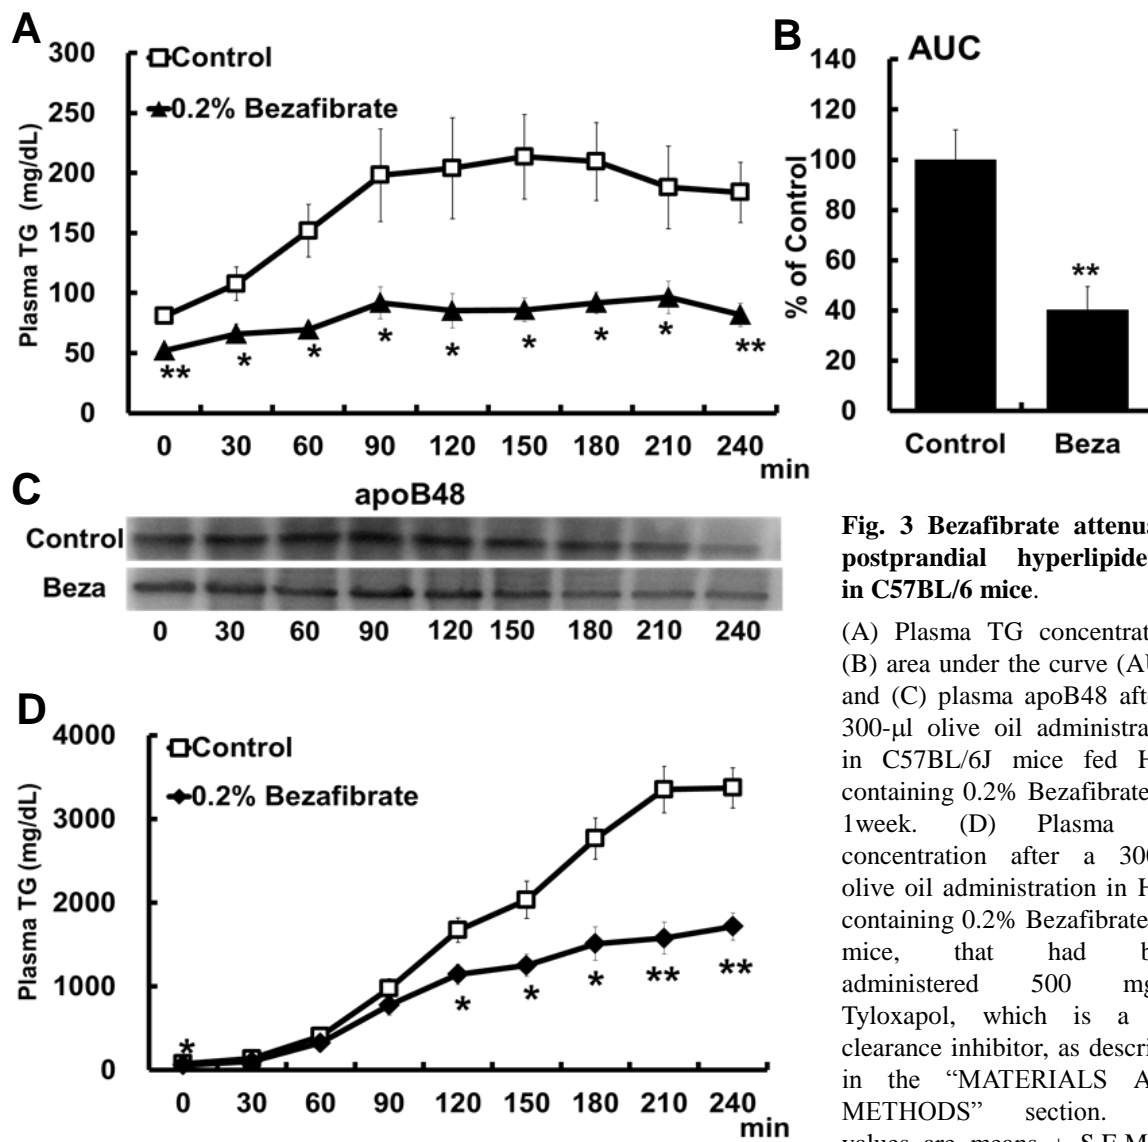 A
300
250
200
150
100
50
0
Plasma TG (mg/dL)
Control
0.2% Bezafibrate
**
*
*
*
*
*
*
*
**
0 30 60 90 120 150 180 210 240
min
B
AUC
140
120
100
80
60
40
20
0
% of Control
**
Control Beza
C
apoB48
Control
Beza
0 30 60 90 120 150 180 210 240
D
4000
3000
2000
1000
0
Plasma TG (mg/dL)
Control
0.2% Bezafibrate
*
*
*
*
**
**
0 30 60 90 120 150 180 210 240
min
Fig. 3 Bezafibrate attenua
postprandial hyperlipide
in C57BL/6 mice.
(A) Plasma TG concentrat
(B) area under the curve (AU
and (C) plasma apoB48 aft
300-μl olive oil administra
in C57BL/6J mice fed H
containing 0.2% Bezafibrate
1week. (D) Plasma
concentration after a 300
olive oil administration in H
containing 0.2% Bezafibrate
mice, that had b
administered 500 mg
Tyloxapol, which is a
clearance inhibitor, as descri
in the “MATERIALS A
METHODS” section.
values are means ± S.E.M